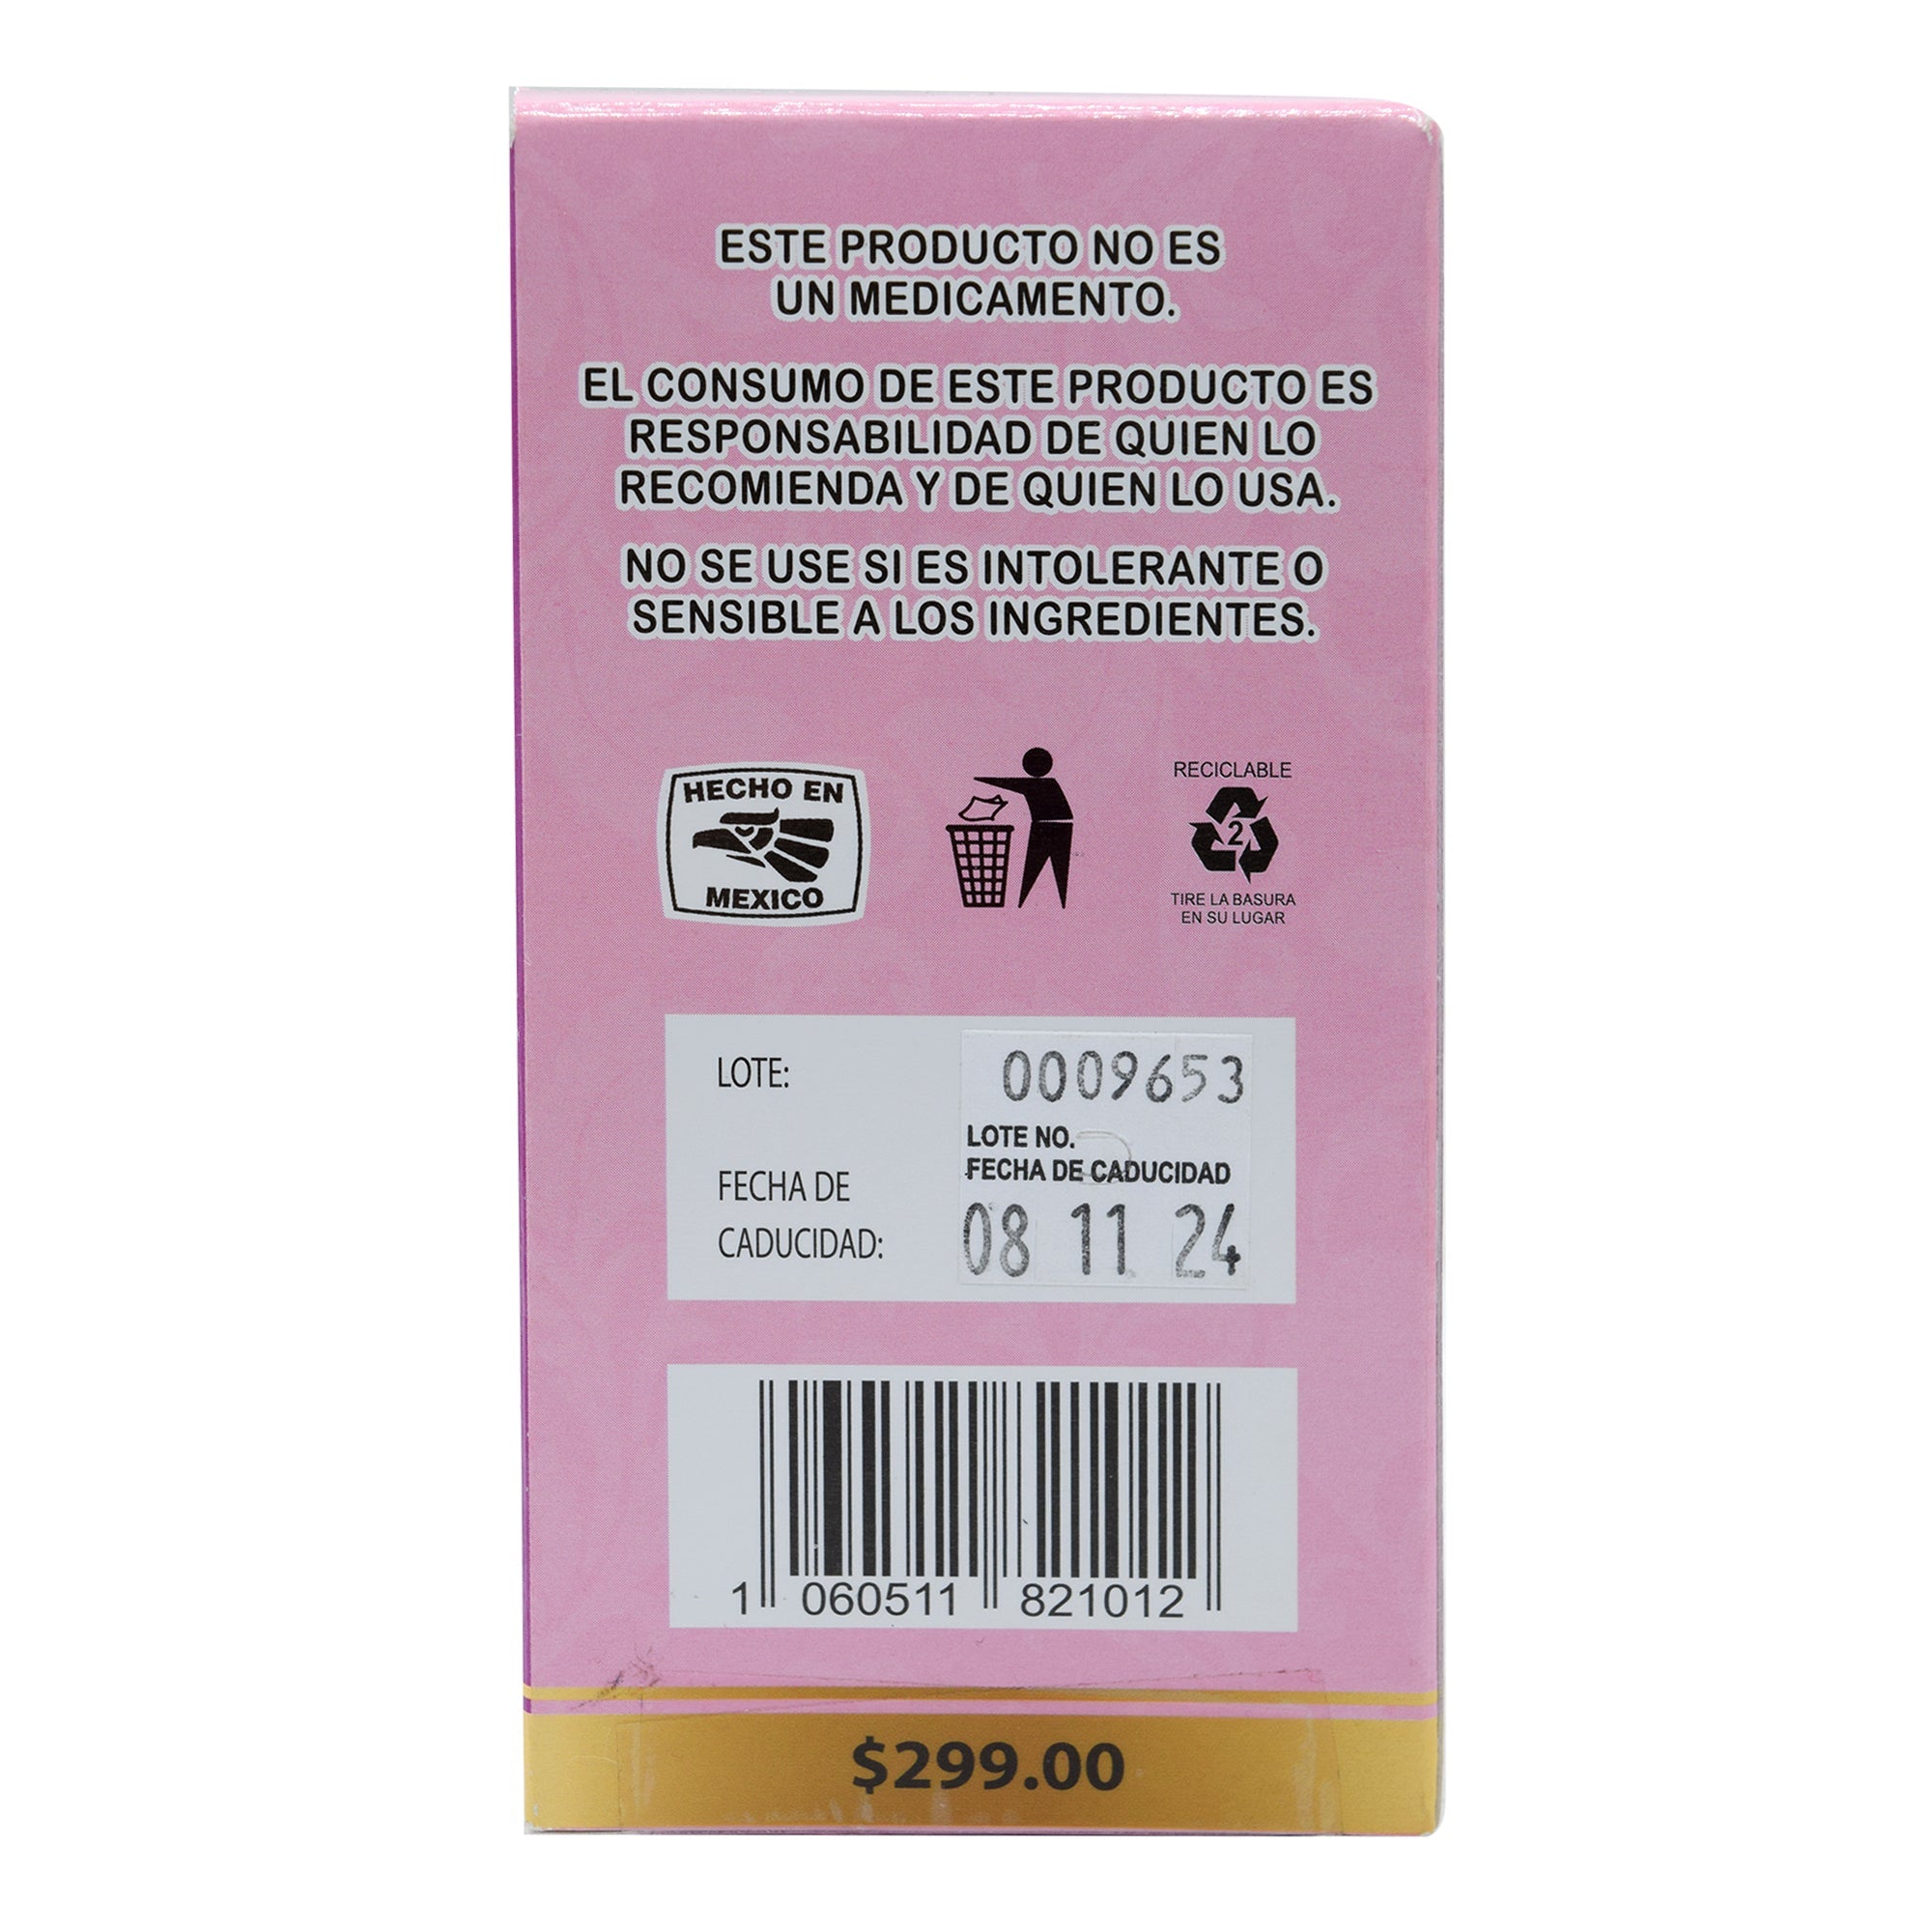 ESTE PRODUCTO NO ES
UN MEDICAMENTO.
EL CONSUMO DE ESTE PRODUCTO ES
RESPONSABILIDAD DE QUIEN LO
RECOMIENDA Y DE QUIEN LO USA.
NO SE USE SI ES INTOLERANTE O
SENSIBLE A LOS INGREDIENTES.
HECHO EN
MEXICO
RECICLABLE
2
TIRE LA BASURA
EN SU LUGAR
LOTE:
0009653
LOTE NO.
FECHA DE CADUCIDAD
FECHA DE
CADUCIDAD:
08 11 24
1 060511 821012
$299.00